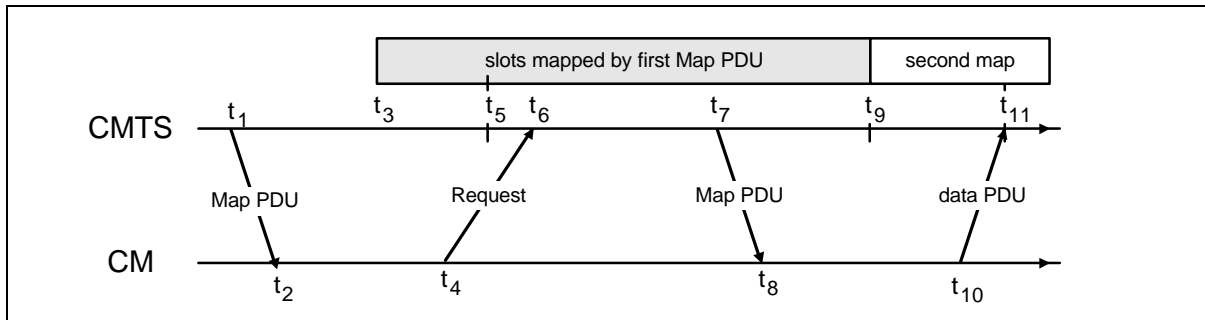 slots mapped by first Map PDU second map
t3 t5 t6 t7 t9 t11
t1
CMTS
Map PDU Request Map PDU data PDU
CM
t2 t4 t8 t10